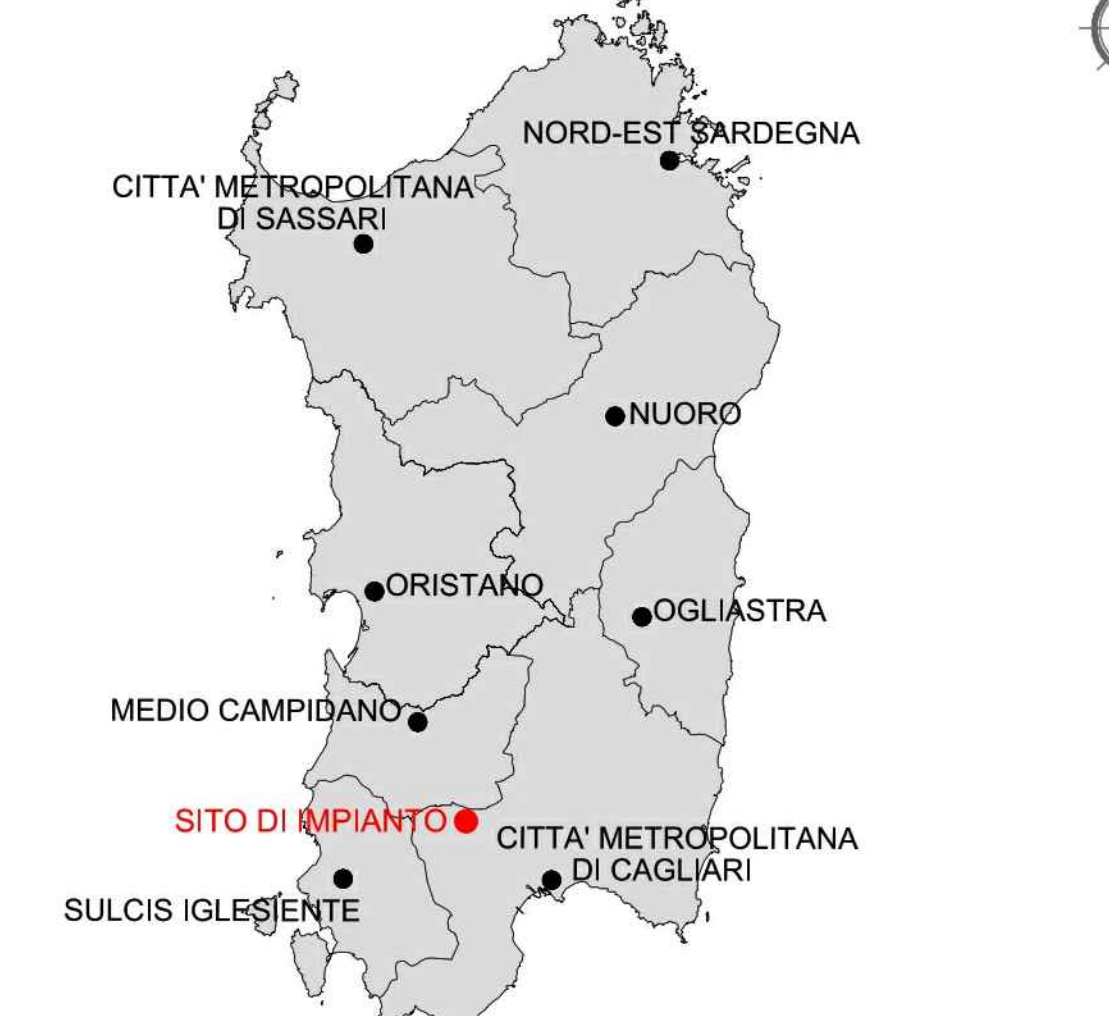 NORD-EST SARDEGNA
CITTA' METROPOLITANA
DI SASSARI
NUORO
ORISTANO
OGLIASTRA
MEDIO CAMPIDANO
SITO DI IMPIANTO
CITTA' METROPOLITANA
DI CAGLIARI
SULCIS IGLESIENTE